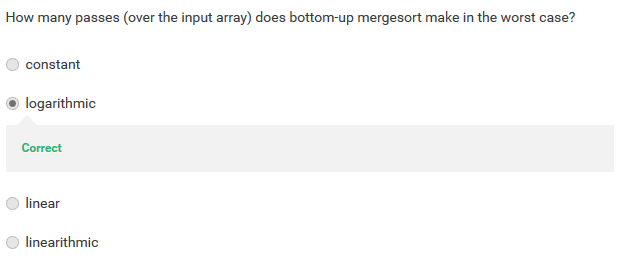 How many passes (over the input array) does bottom-up mergesort make in the worst case?
constant
logarithmic
Correct
linear
linearithmic